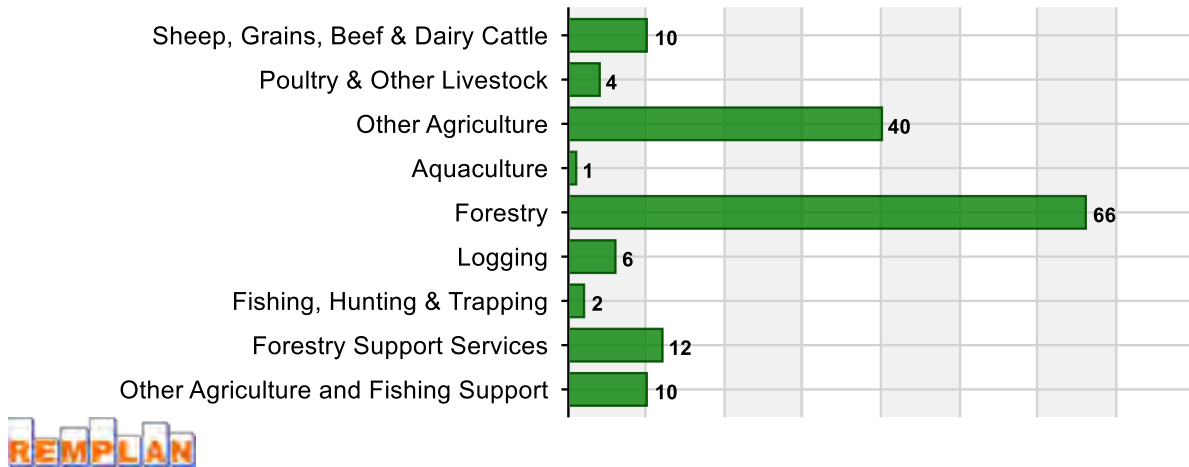 Sheep, Grains, Beef & Dairy Cattle 10
Poultry & Other Livestock 4
Other Agriculture 40
Aquaculture 1
Forestry 66
Logging 6
Fishing, Hunting & Trapping 2
Forestry Support Services 12
Other Agriculture and Fishing Support 10
REMPLAN